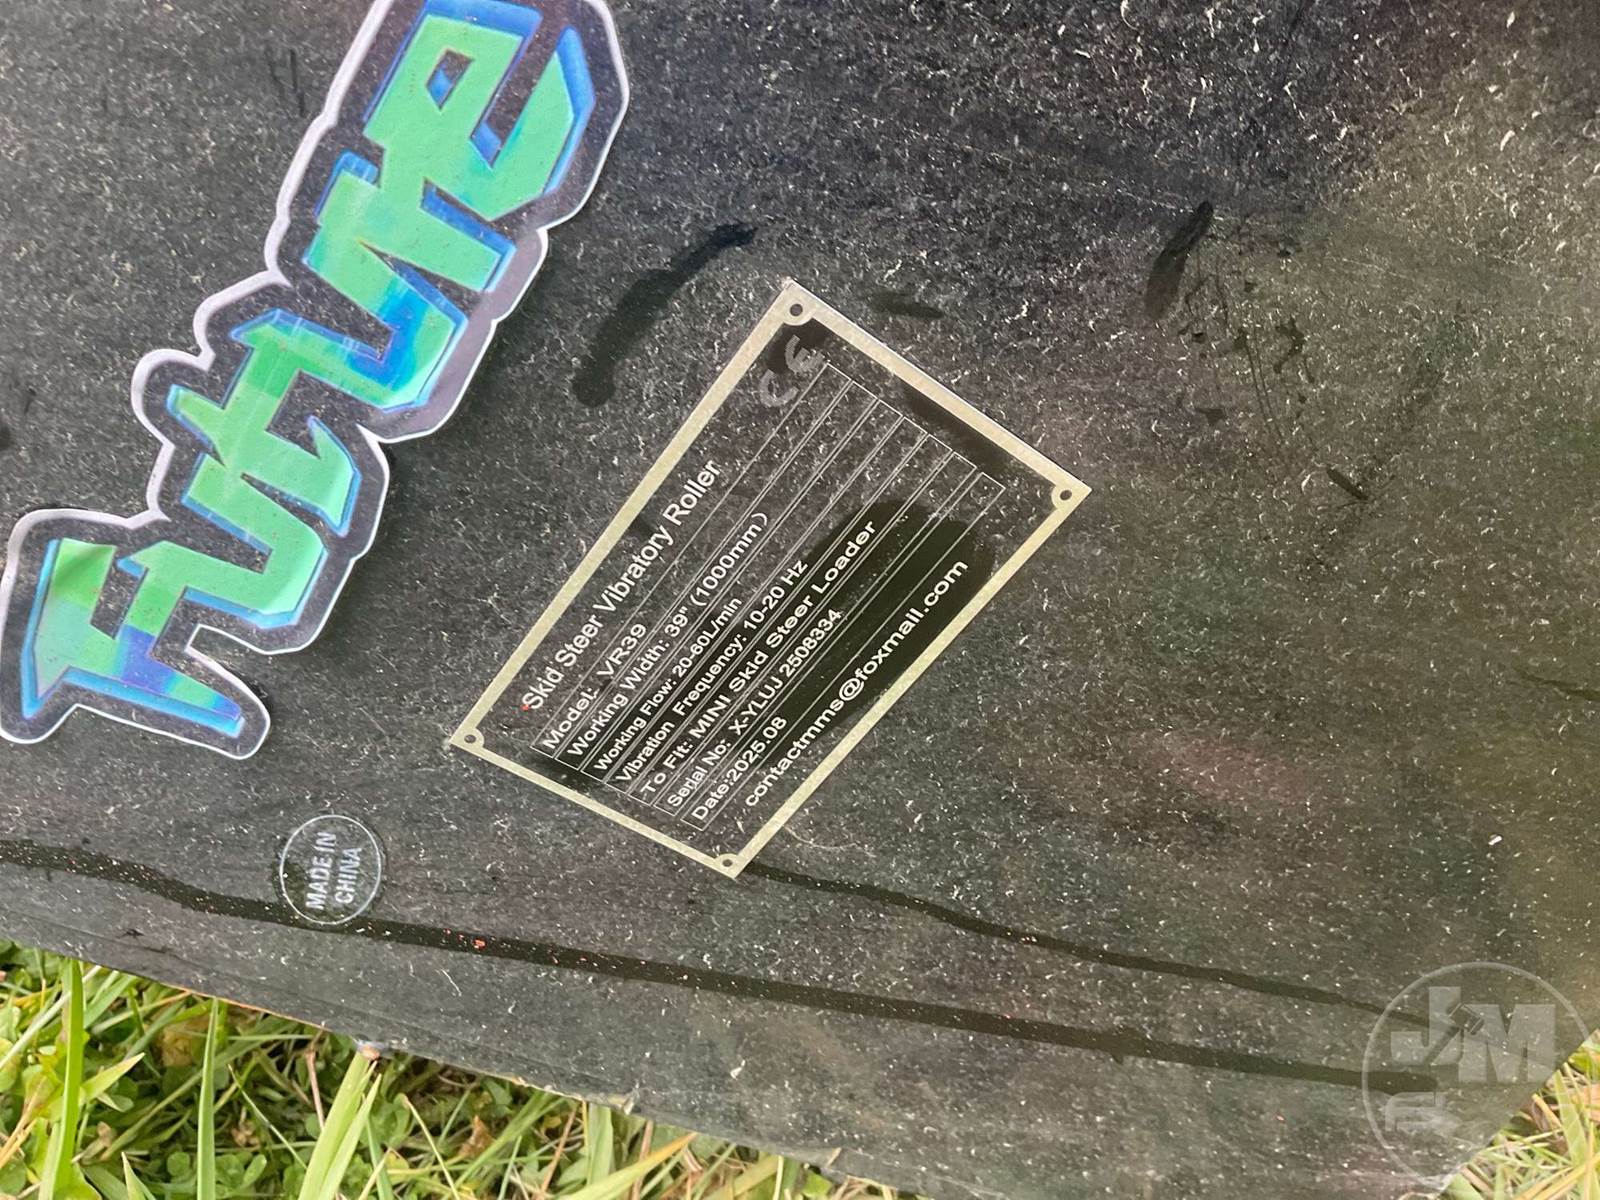 Future
CE
Skid Steer Vibratory Roller
Model: VR39
Working Width: 39" (1000mm)
Working Flow: 20-60L/min
Vibration Frequency: 10-20 Hz
To Fit: MINI Skid Steer Loader
Serial No: X-YLUJ 2508334
Date:2025.08
contactmms@foxmail.com
MADE IN
CHINA
J M